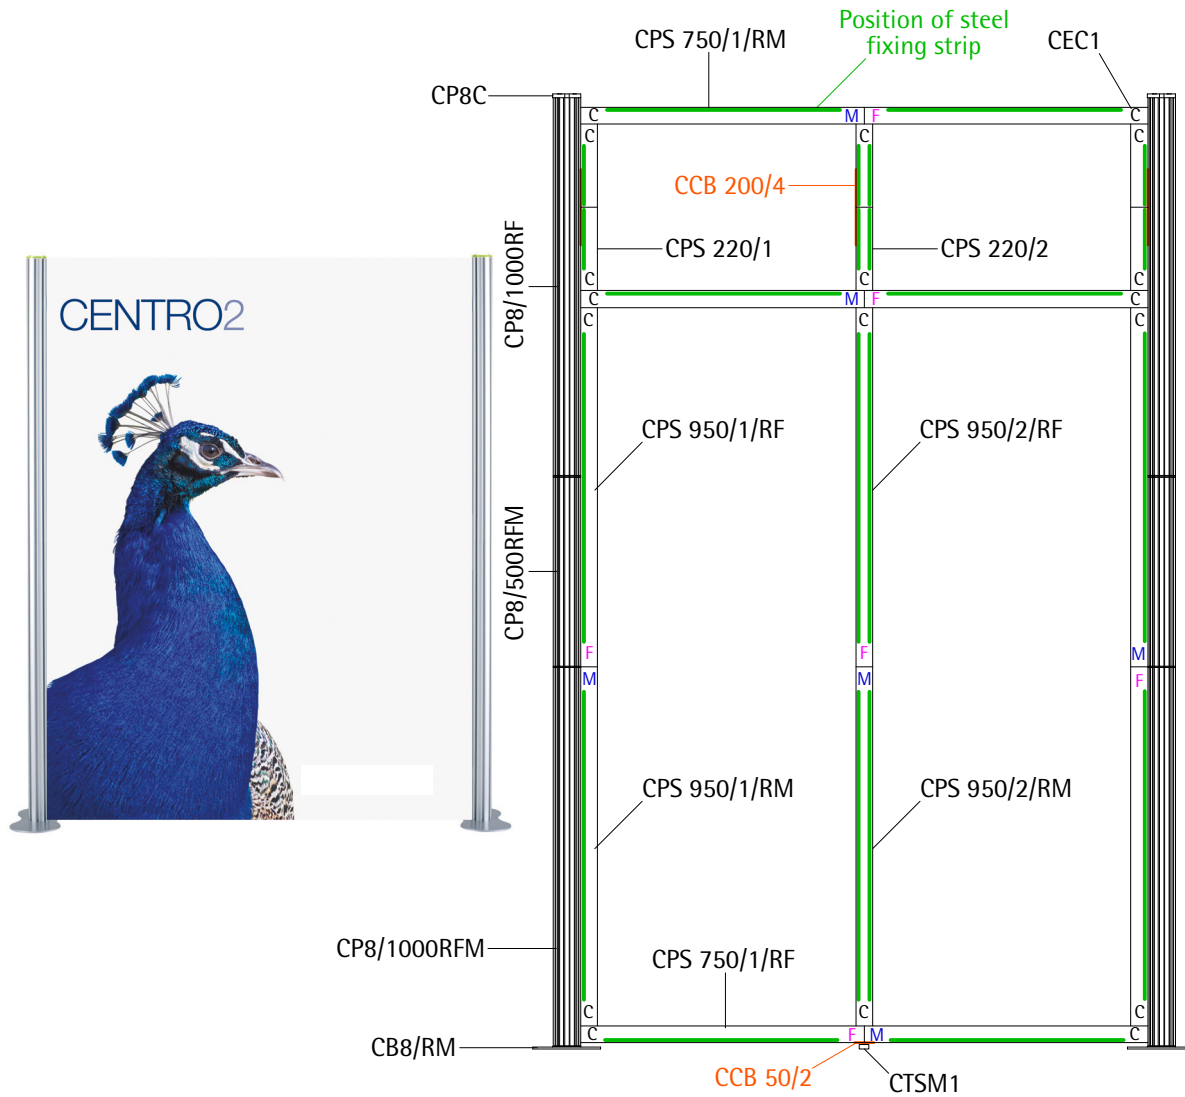 Position of steel
fixing strip
CPS 750/1/RM
CEC1
CP8C
C
M
F
C
C
C
C
CCB 200/4
CPS 220/1
CPS 220/2
CP8/1000RF
C
C
C
C
M
F
C
C
C
C
CENTRO2
CPS 950/1/RF
CPS 950/2/RF
CP8/500RFM
F
F
M
M
M
F
CPS 950/1/RM
CPS 950/2/RM
CP8/1000RFM
CPS 750/1/RF
C
C
C
C
F
M
C
CB8/RM
CCB 50/2
CTSM1